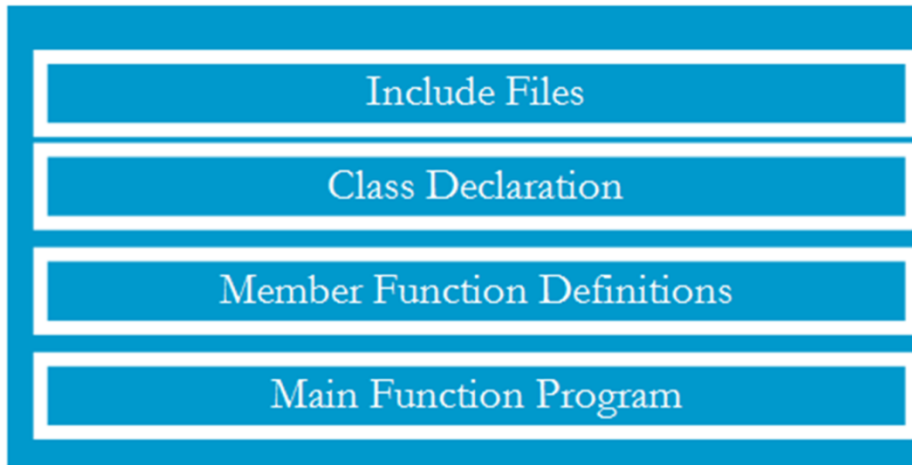 Include Files
Class Declaration
Member Function Definitions
Main Function Program